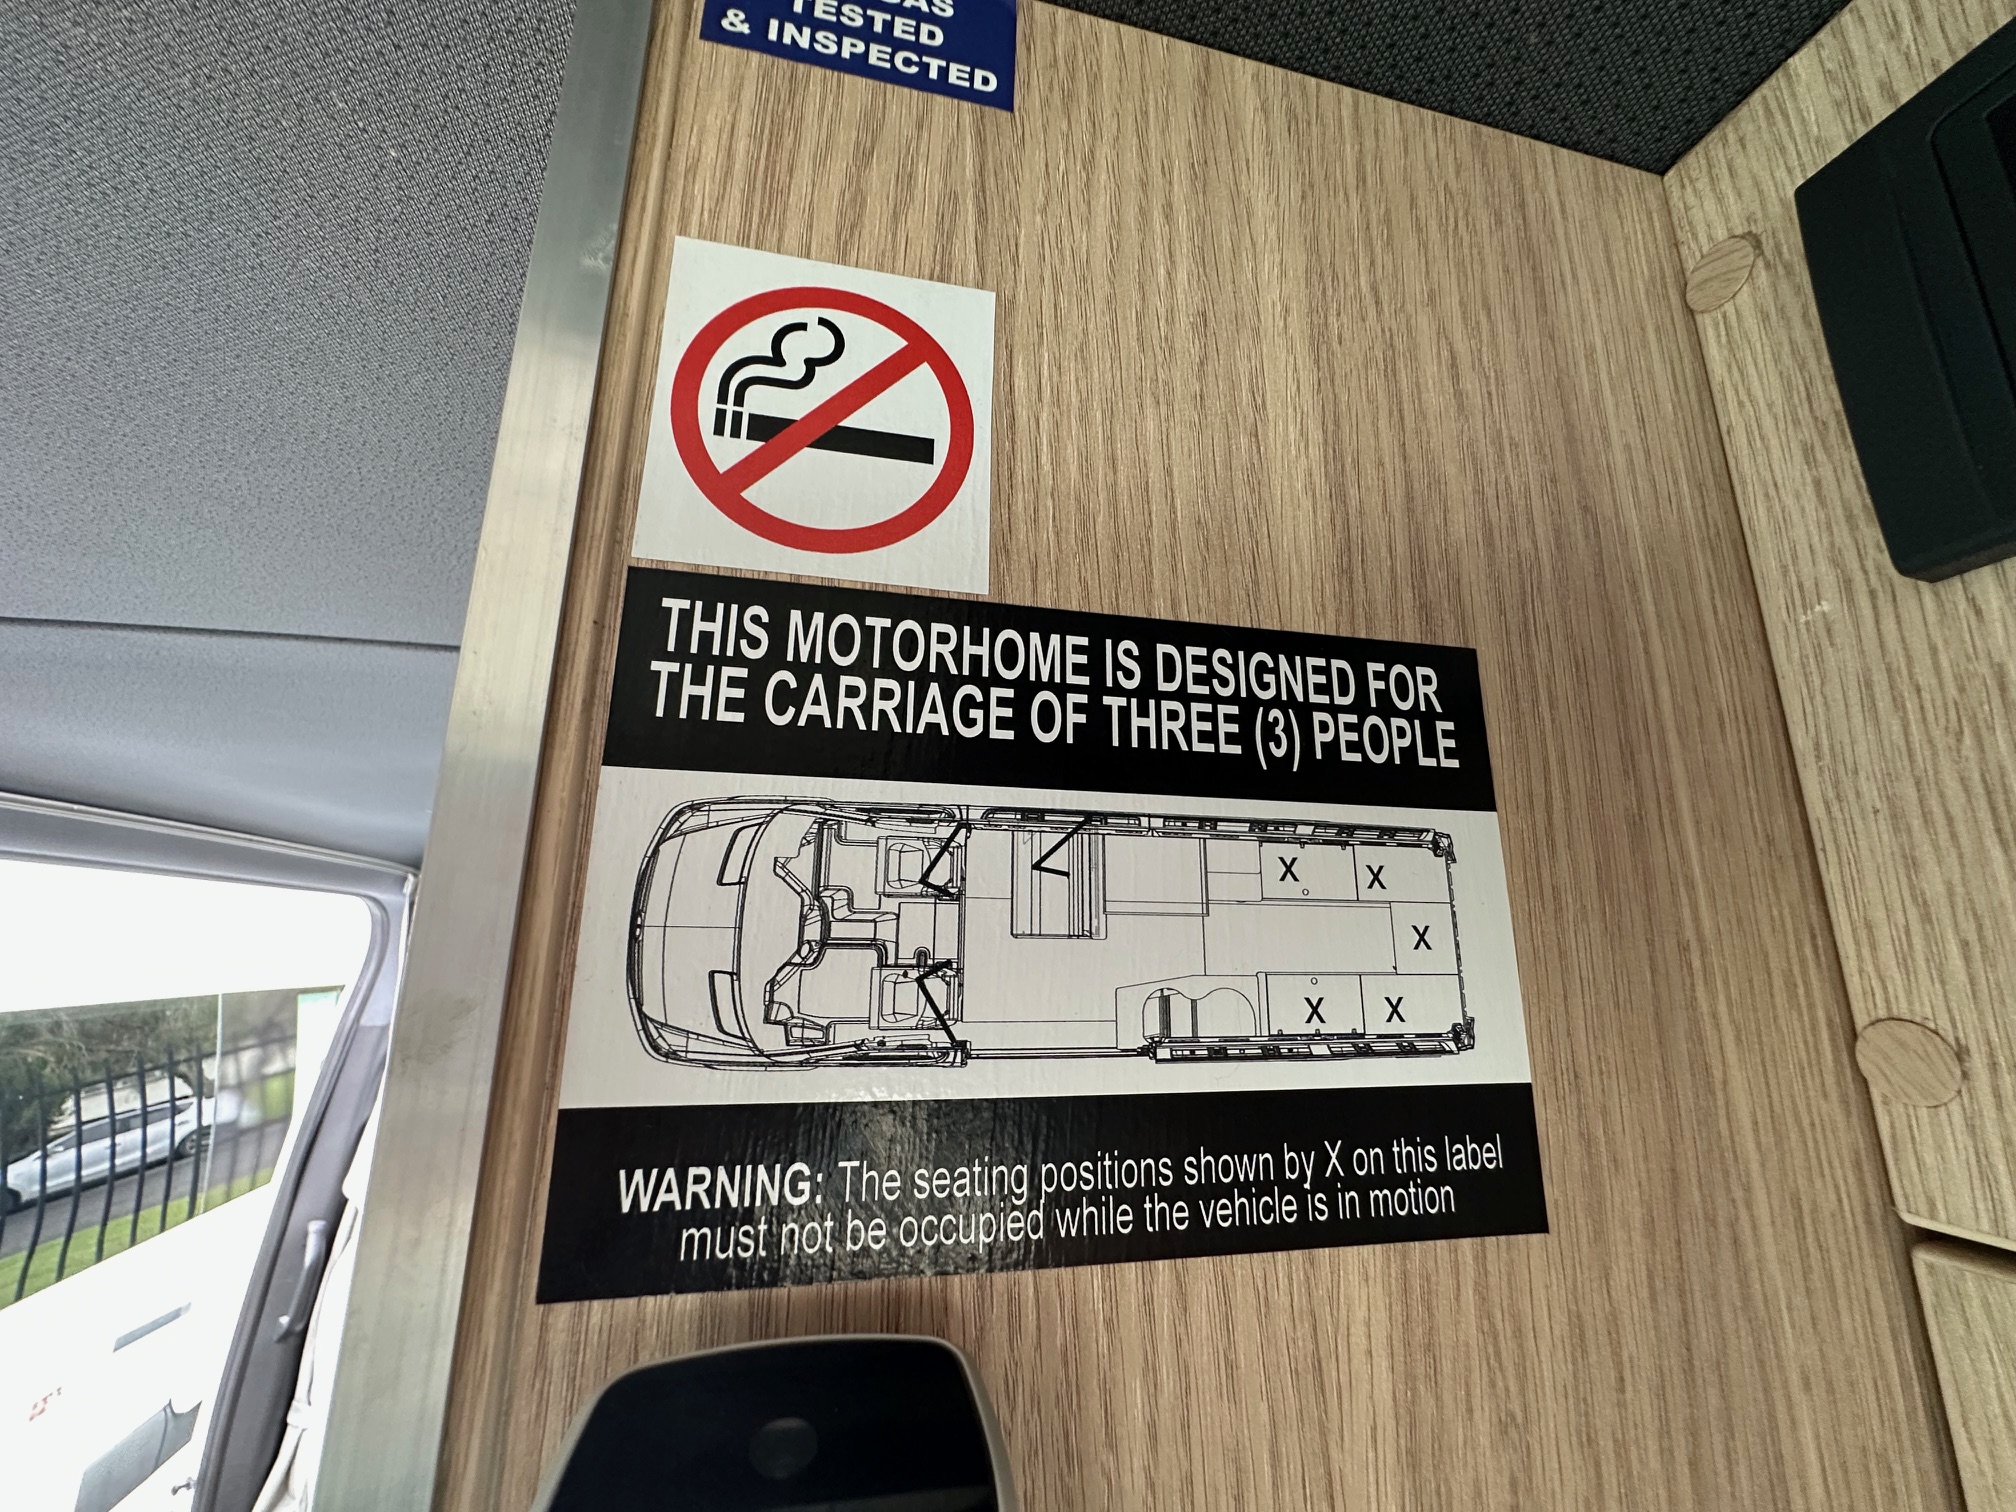 TESTED
& INSPECTED
THIS MOTORHOME IS DESIGNED FOR
THE CARRIAGE OF THREE (3) PEOPLE
X X
X
X X
WARNING: The seating positions shown by X on this label
must not be occupied while the vehicle is in motion